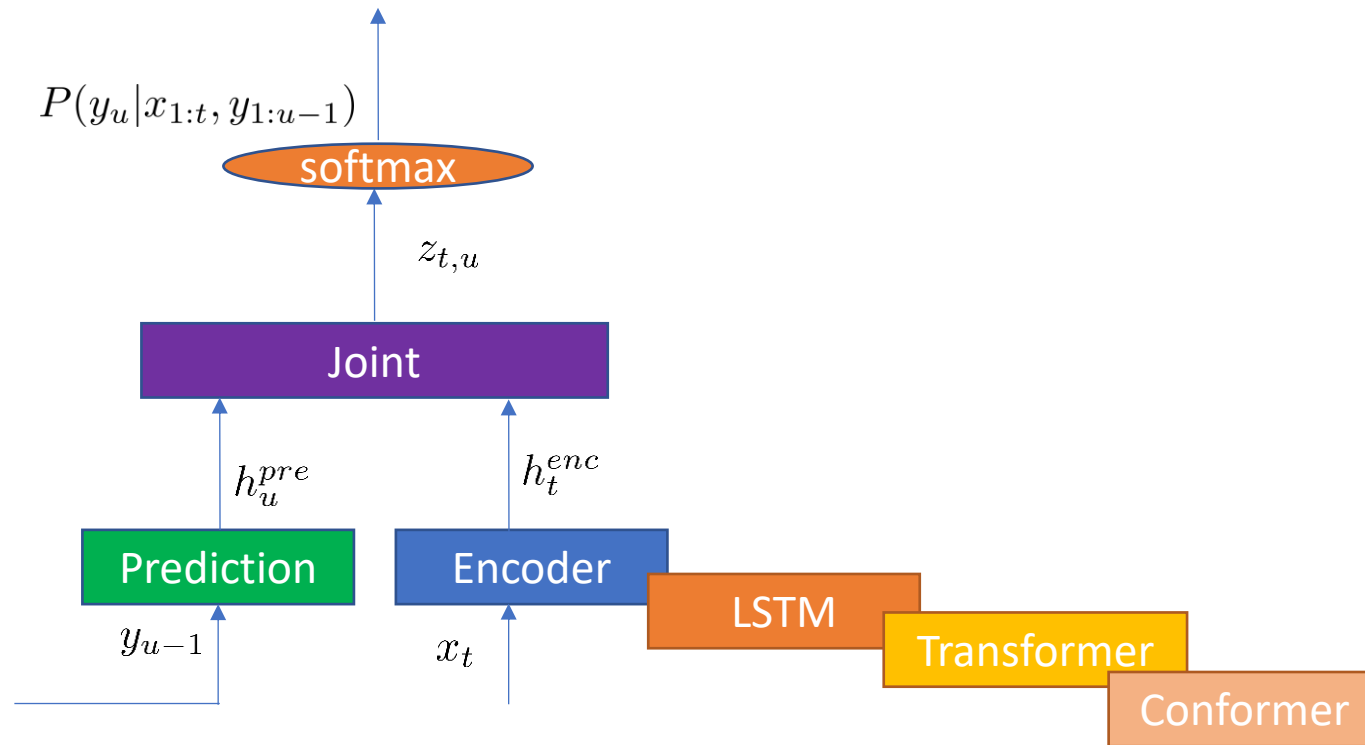 P(y_u|x_{1:t}, y_{1:u-1})
softmax
z_{t,u}
Joint
h_u^{pre}
h_t^{enc}
Prediction
Encoder
LSTM
y_{u-1}
x_t
Transformer
Conformer